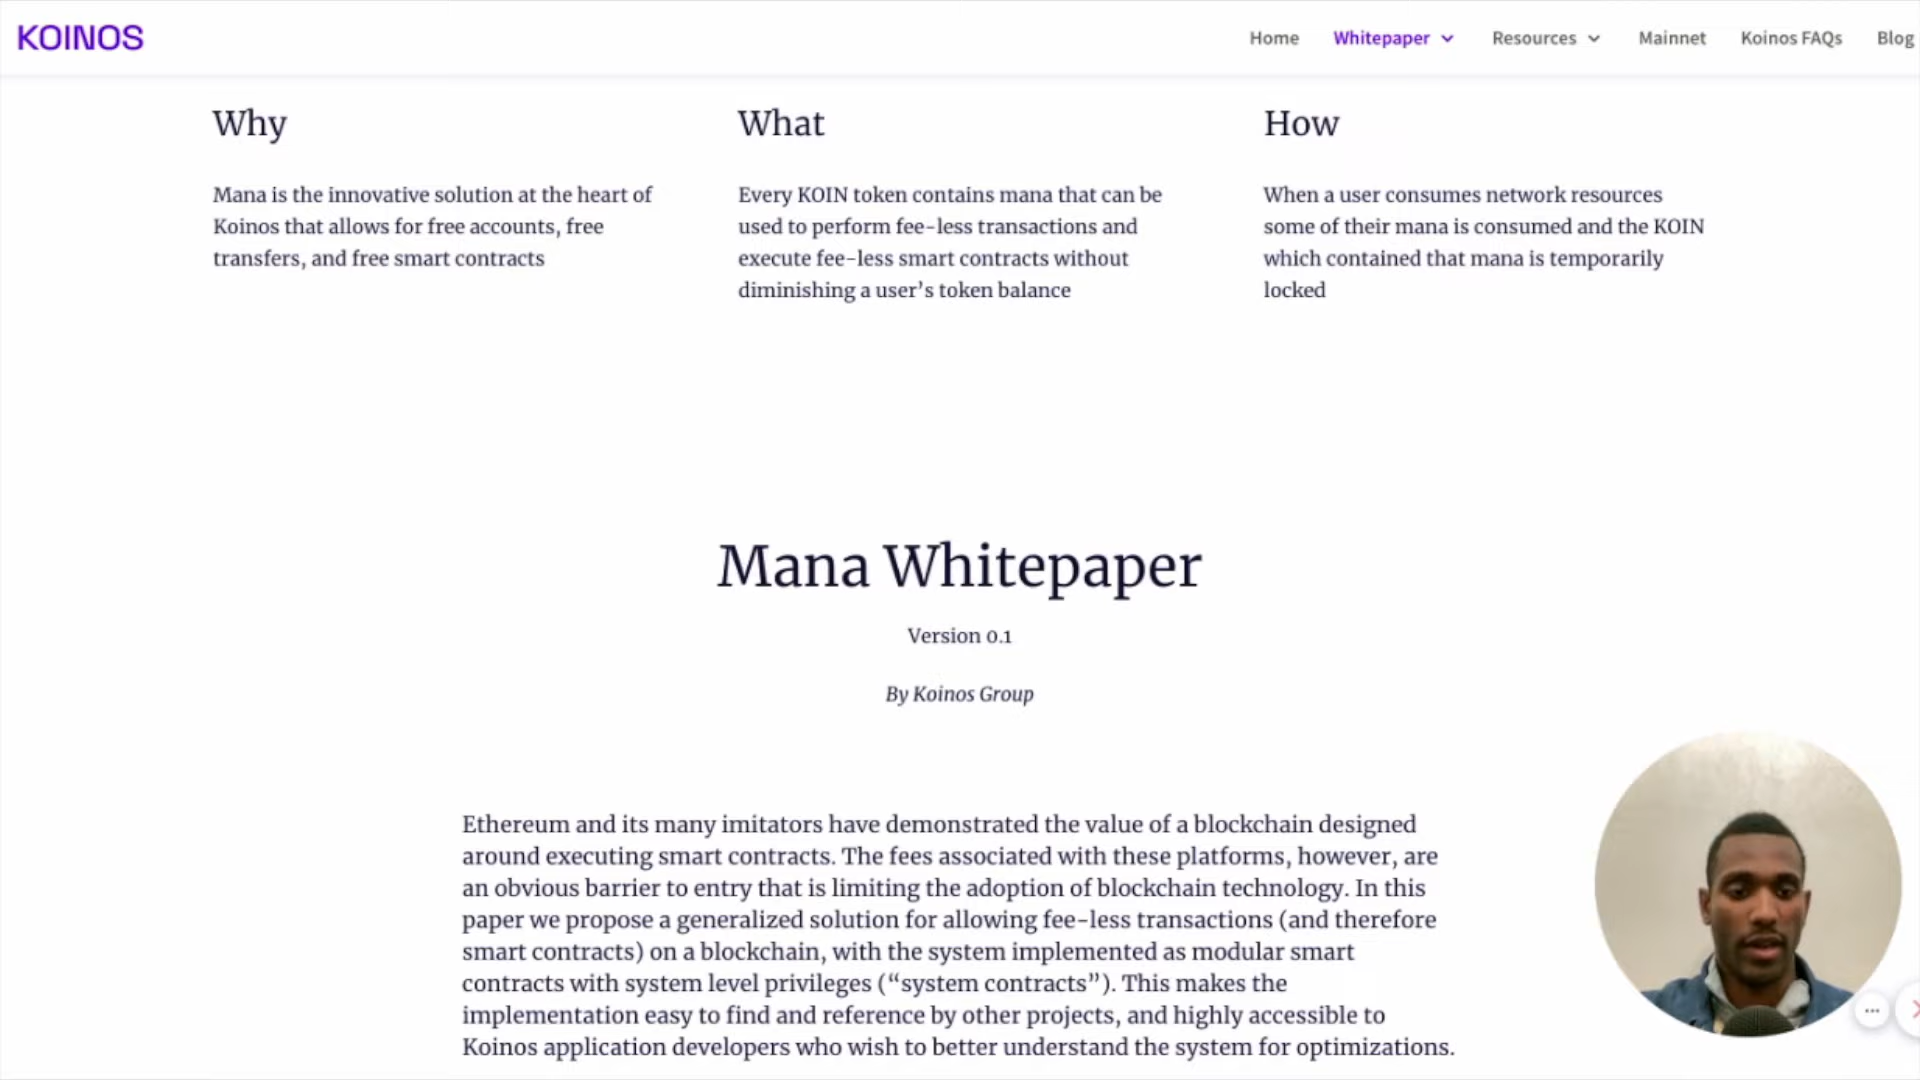 KOINOS
Home
Whitepaper
Resources
Mainnet
Koinos FAQs
Blog
Why
Mana is the innovative solution at the heart of
Koinos that allows for free accounts, free
transfers, and free smart contracts
What
Every KOIN token contains mana that can be
used to perform fee-less transactions and
execute fee-less smart contracts without
diminishing a user’s token balance
How
When a user consumes network resources
some of their mana is consumed and the KOIN
which contained that mana is temporarily
locked
Mana Whitepaper
Version 0.1
By Koinos Group
Ethereum and its many imitators have demonstrated the value of a blockchain designed
around executing smart contracts. The fees associated with these platforms, however, are
an obvious barrier to entry that is limiting the adoption of blockchain technology. In this
paper we propose a generalized solution for allowing fee-less transactions (and therefore
smart contracts) on a blockchain, with the system implemented as modular smart
contracts with system level privileges (“system contracts”). This makes the
implementation easy to find and reference by other projects, and highly accessible to
Koinos application developers who wish to better understand the system for optimizations.